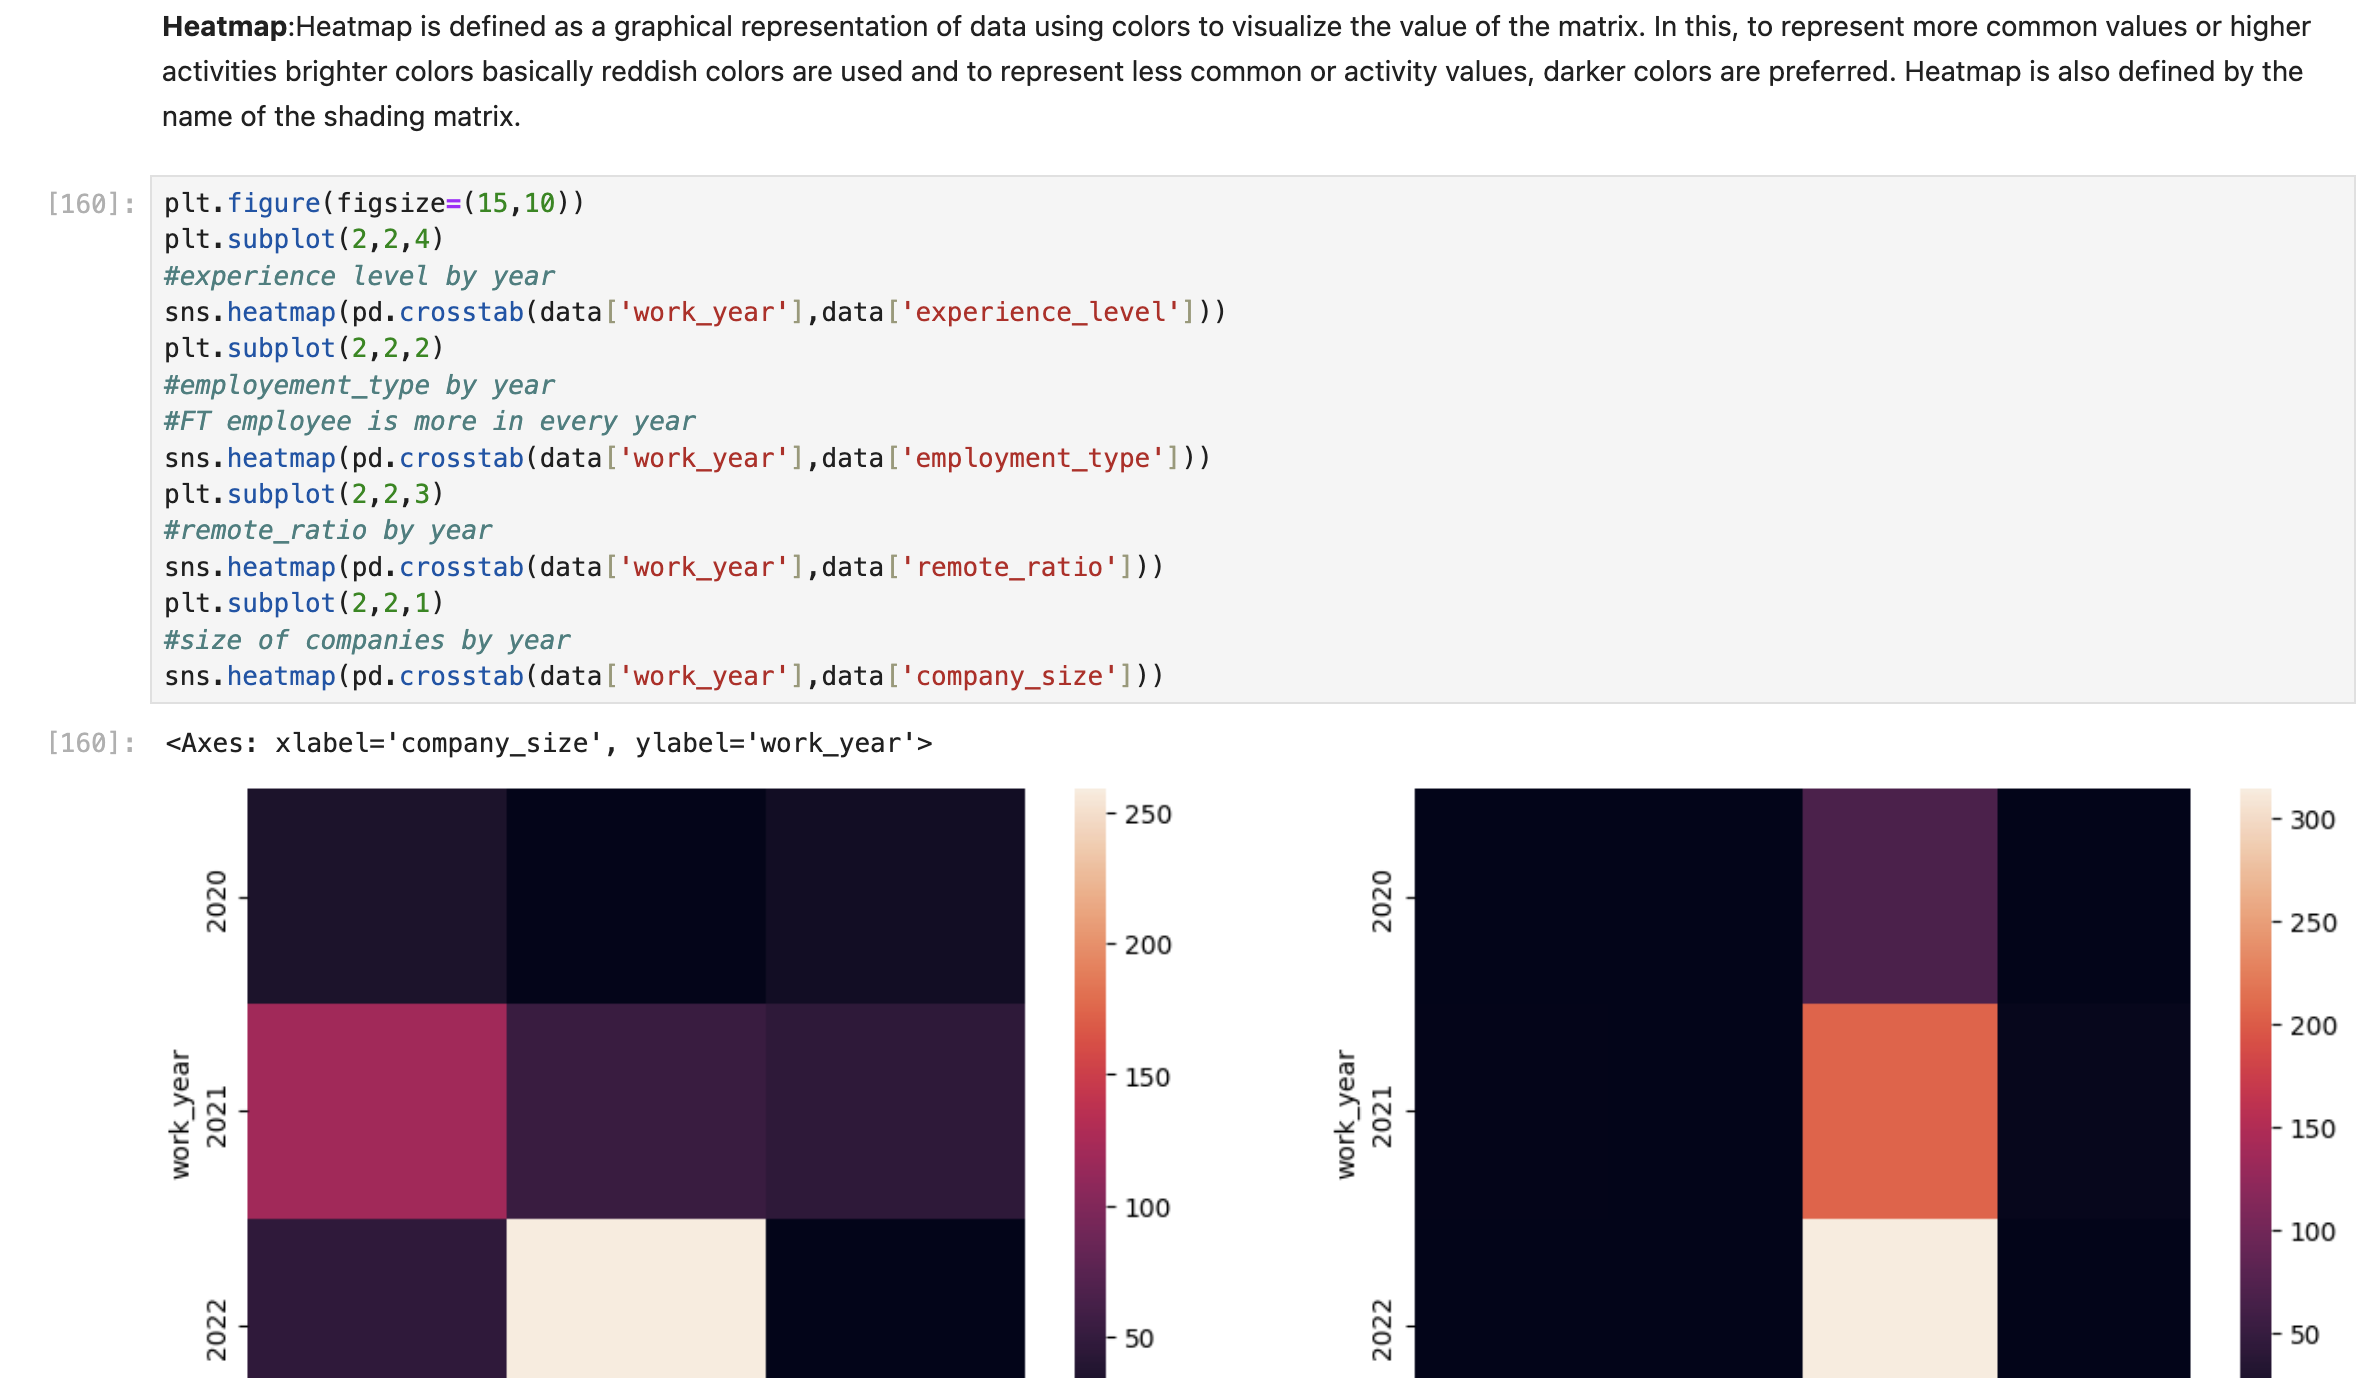 Heatmap:Heatmap is defined as a graphical representation of data using colors to visualize the value of the matrix. In this, to represent more common values or higher
activities brighter colors basically reddish colors are used and to represent less common or activity values, darker colors are preferred. Heatmap is also defined by the
name of the shading matrix.
[160]:
plt.figure(figsize=(15,10))
plt.subplot(2,2,4)
#experience level by year
sns.heatmap(pd.crosstab(data['work_year'],data['experience_level']))
plt.subplot(2,2,2)
#employement_type by year
#FT employee is more in every year
sns.heatmap(pd.crosstab(data['work_year'],data['employment_type']))
plt.subplot(2,2,3)
#remote_ratio by year
sns.heatmap(pd.crosstab(data['work_year'],data['remote_ratio']))
plt.subplot(2,2,1)
#size of companies by year
sns.heatmap(pd.crosstab(data['work_year'],data['company_size']))
[160]:
<Axes: xlabel='company_size', ylabel='work_year'>
work_year
2020
2021
2022
250
200
150
100
50
work_year
2020
2021
2022
300
250
200
150
100
50